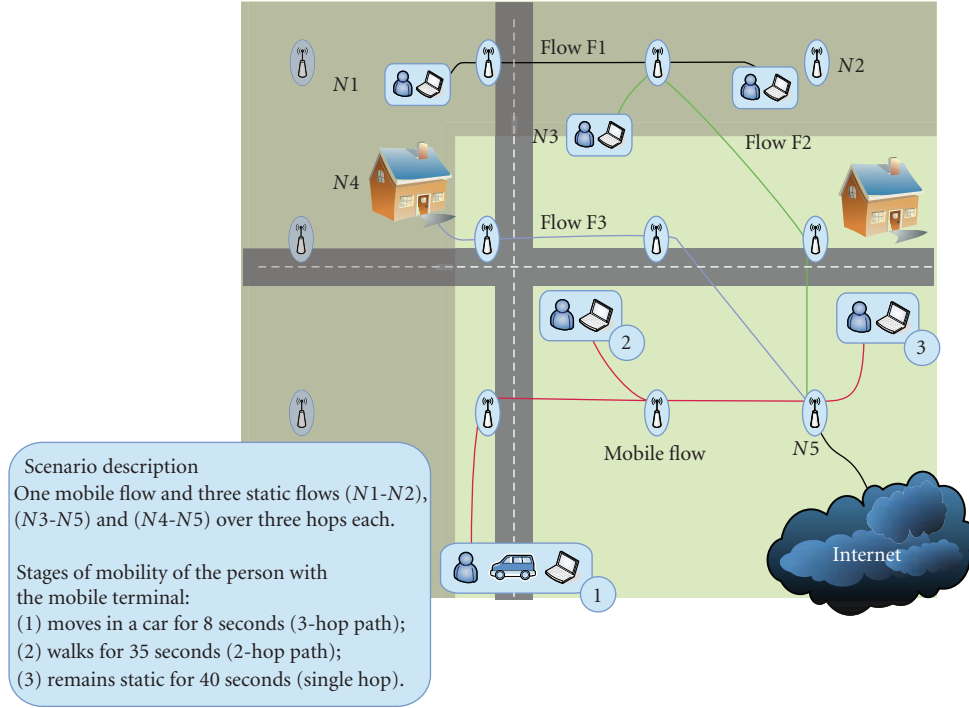 Flow F1
N1
N2
N3
Flow F2
N4
Flow F3
2
3
Mobile flow
N5
Internet
1
Scenario description
One mobile flow and three static flows (N1-N2),
(N3-N5) and (N4-N5) over three hops each.
Stages of mobility of the person with
the mobile terminal:
(1) moves in a car for 8 seconds (3-hop path);
(2) walks for 35 seconds (2-hop path);
(3) remains static for 40 seconds (single hop).